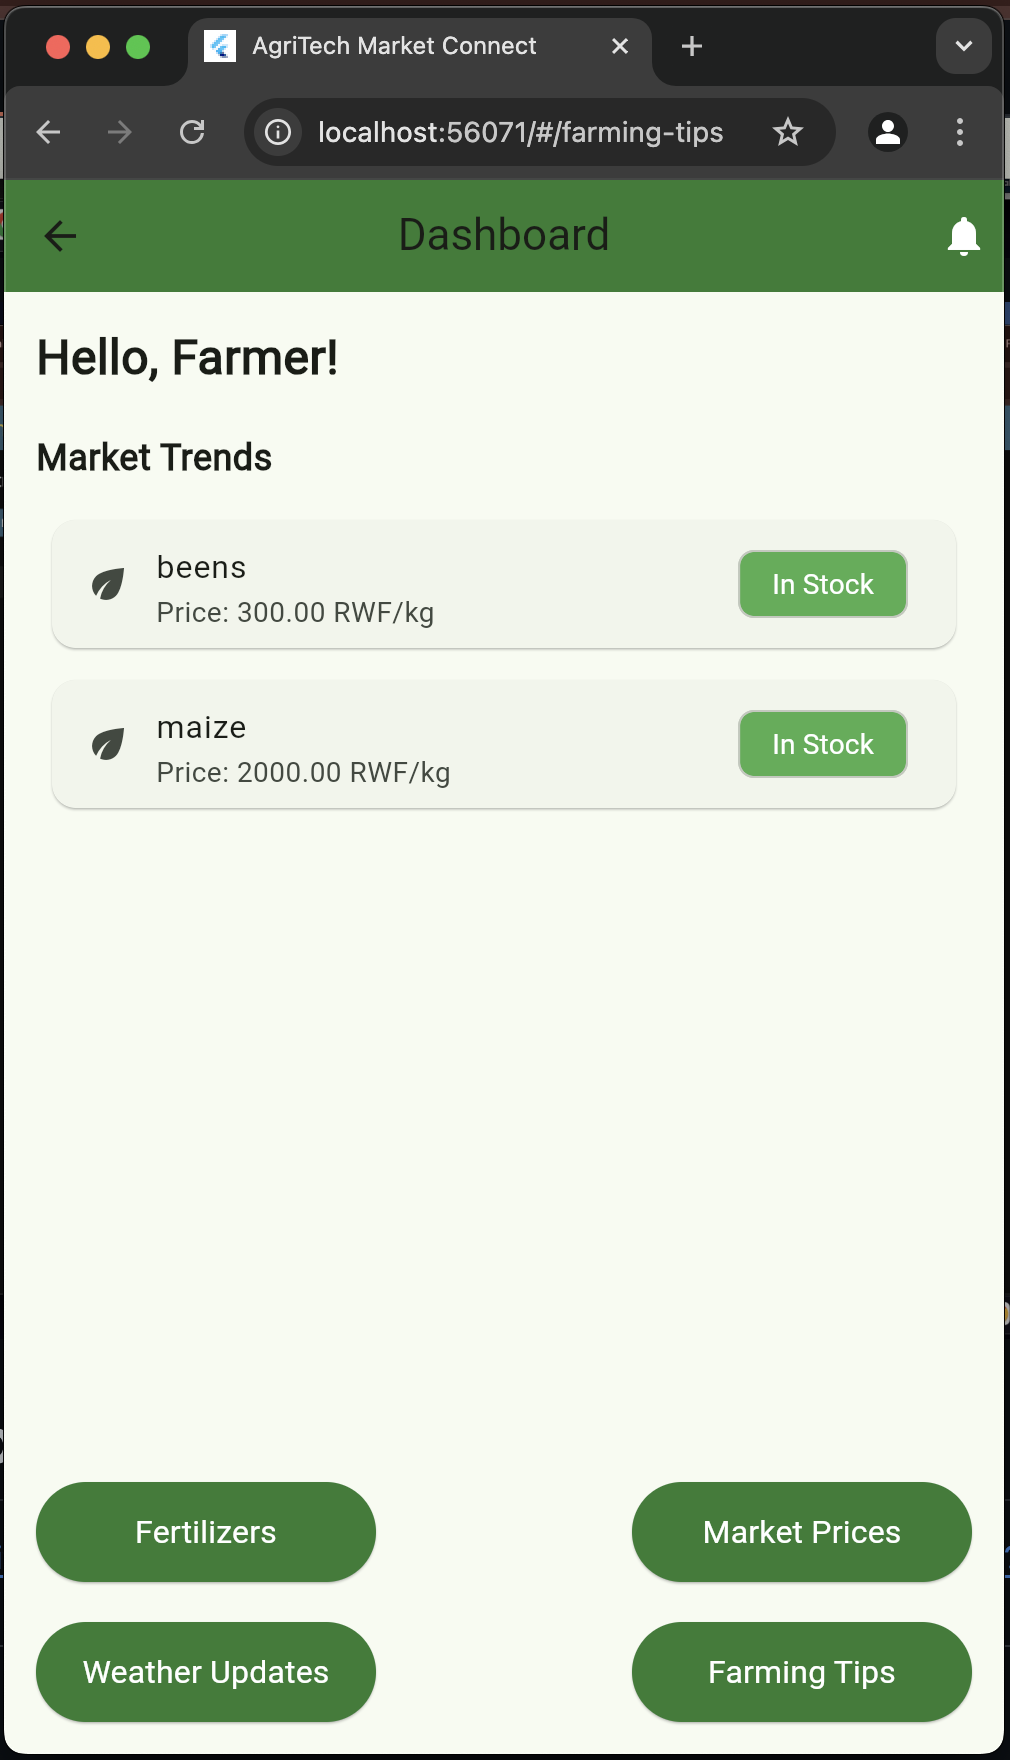 AgriTech Market Connect
localhost:56071/#/farming-tips
Dashboard
Hello, Farmer!
Market Trends
beens
Price: 300.00 RWF/kg
In Stock
maize
Price: 2000.00 RWF/kg
In Stock
Fertilizers
Market Prices
Weather Updates
Farming Tips